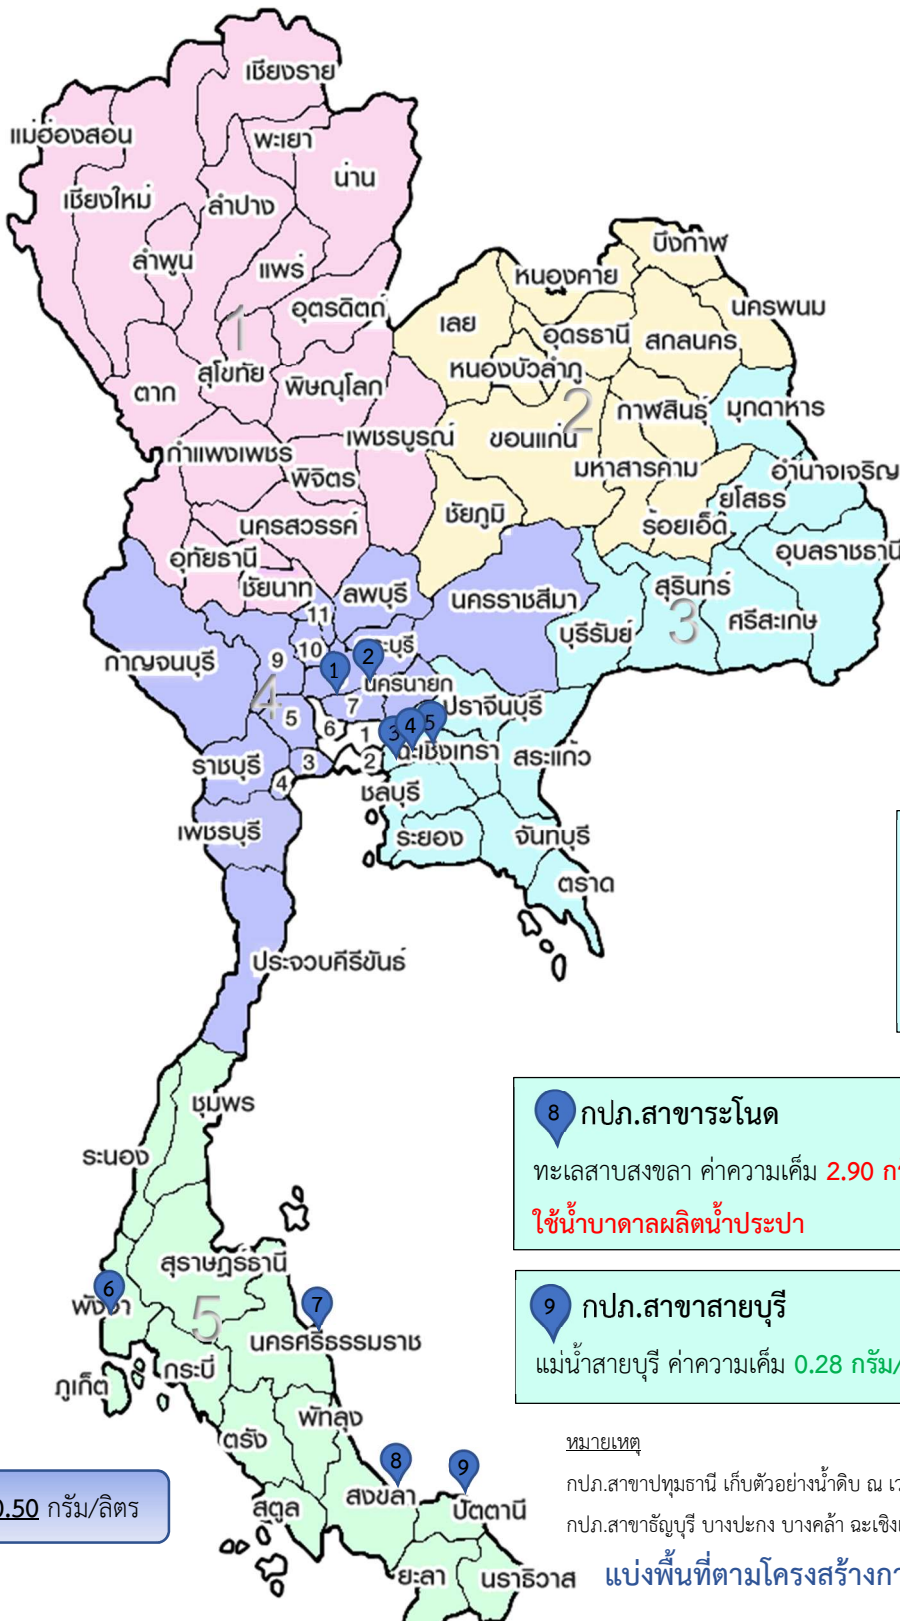 เชียงราย
แม่ฮ่องสอน
พะเยา
น่าน
เชียงใหม่
ลำปาง
ลำพูน
แพร่
อุตรดิตถ์
1
สุโขทัย
ตาก
พิษณุโลก
เพชรบูรณ์
กำแพงเพชร
พิจิตร
นครสวรรค์
อุทัยธานี
ชัยนาท
บึงกาฬ
หนองคาย
นครพนม
เลย
อุดรธานี
สกลนคร
หนองบัวลำภู
2
กาฬสินธุ์
มุกดาหาร
ขอนแก่น
มหาสารคาม
อำนาจเจริญ
ยโสธร
ชัยภูมิ
ร้อยเอ็ด
อุบลราชธานี
สุรินทร์
3
ศรีสะเกษ
บุรีรัมย์
นครราชสีมา
ลพบุรี
11
10
9
กาญจนบุรี
4
1
2
นครนายก
7
5
6
1
ปราจีนบุรี
3
4
5
ฉะเชิงเทรา
สระแก้ว
ราชบุรี
3
2
4
ชลบุรี
เพชรบุรี
ระยอง
จันทบุรี
ตราด
ประจวบคีรีขันธ์
ชุมพร
ระนอง
สุราษฎร์ธานี
6
7
5
นครศรีธรรมราช
กระบี่
ภูเก็ต
พัทลุง
ตรัง
8
9
สงขลา
ปัตตานี
สตูล
ยะลา
นราธิวาส
8 กปภ.สาขาระโนด
ทะเลสาบสงขลา ค่าความเค็ม 2.90
ใช้น้ำบาดาลผลิตน้ำประปา
9 กปภ.สาขาสายบุรี
แม่น้ำสายบุรี ค่าความเค็ม 0.28 กรัม/
.50 กรัม/ลิตร
หมายเหตุ
กปภ.สาขาปทุมธานี เก็บตัวอย่างน้ำดิบ ณ
กปภ.สาขาธัญบุรี บางปะกง บางคล้า
แบ่งพื้นที่ตามโครงสร้าง